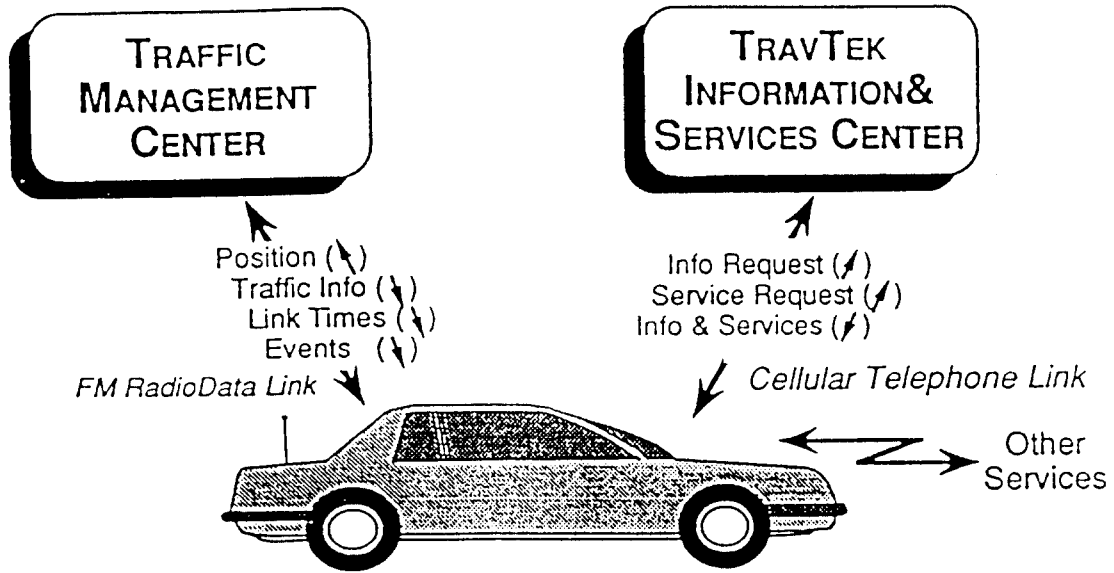 TRAFFIC
MANAGEMENT
CENTER
TRAVTEK
INFORMATION&
SERVICES CENTER
Position (↖)
Traffic Info (↘)
Link Times (↘)
Events (↘)
FM RadioData Link
Info Request (↗)
Service Request (↗)
Info & Services (↙)
Cellular Telephone Link
Other
Services